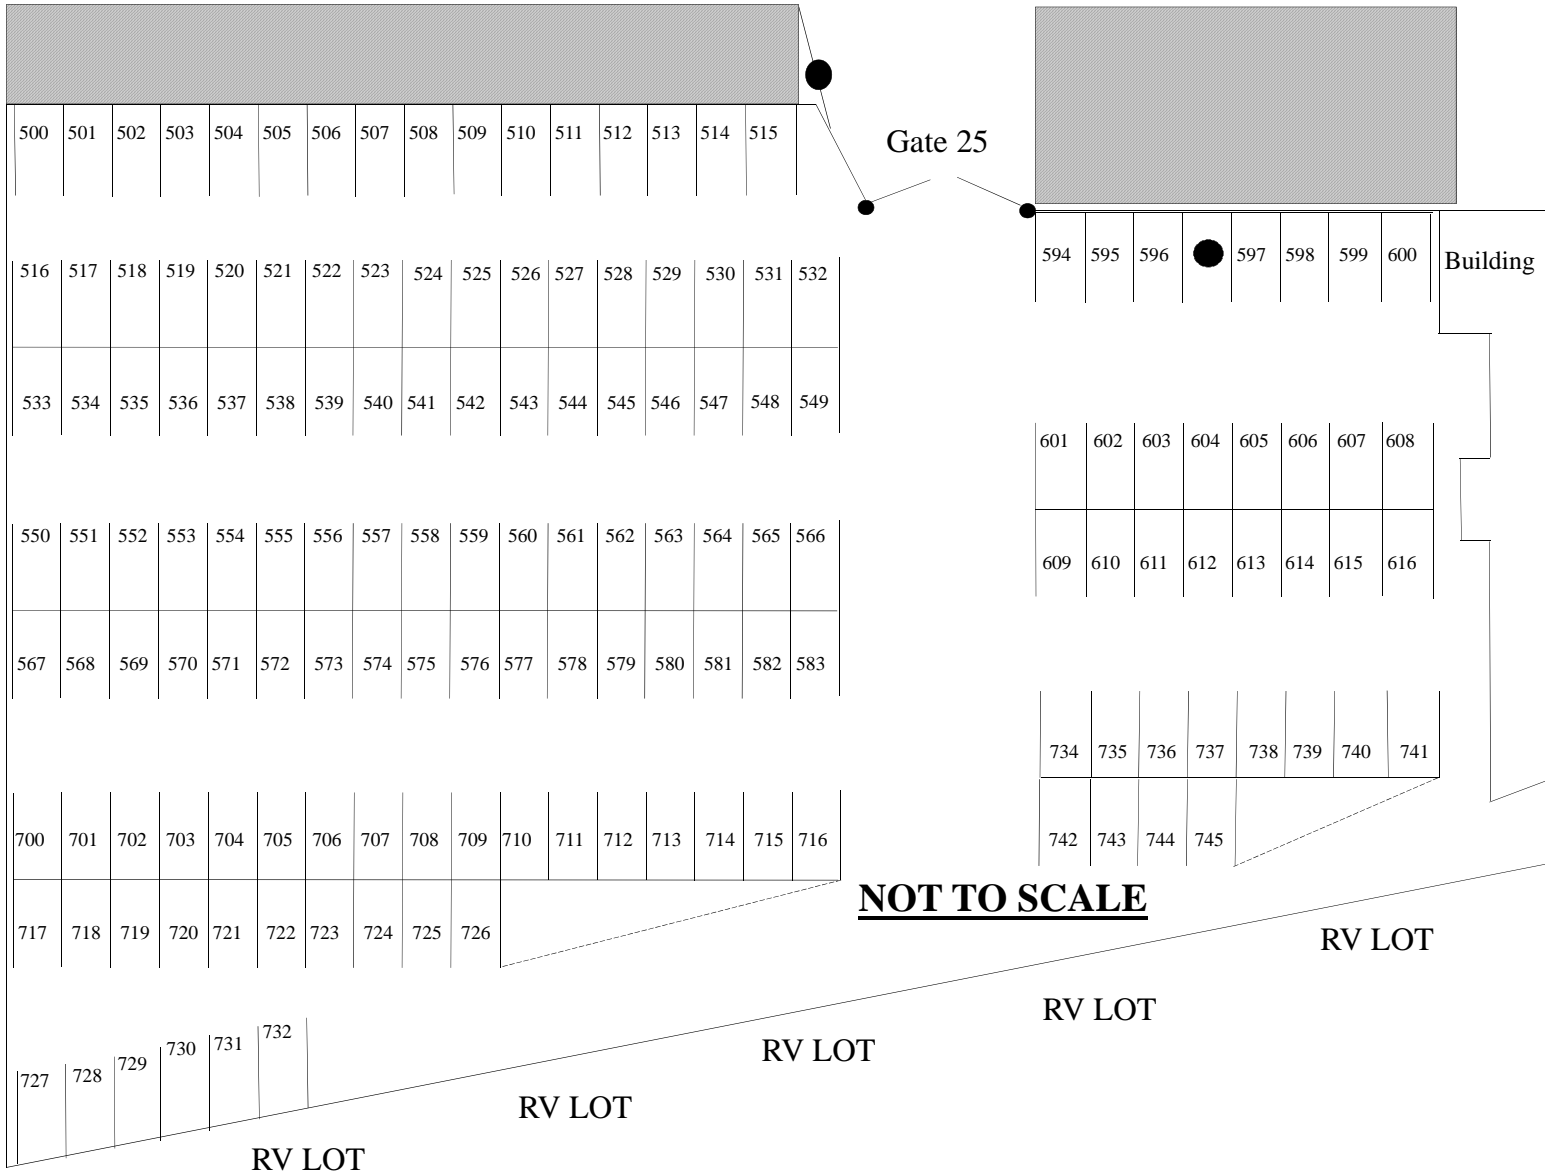 Gate 25
500 501 502 503 504 505 506 507 508 509 510 511 512 513 514 515
594 595 596 597 598 599 600 Building
516 517 518 519 520 521 522 523 524 525 526 527 528 529 530 531 532
533 534 535 536 537 538 539 540 541 542 543 544 545 546 547 548 549
601 602 603 604 605 606 607 608
550 551 552 553 554 555 556 557 558 559 560 561 562 563 564 565 566
609 610 611 612 613 614 615 616
567 568 569 570 571 572 573 574 575 576 577 578 579 580 581 582 583
734 735 736 737 738 739 740 741
700 701 702 703 704 705 706 707 708 709 710 711 712 713 714 715 716
742 743 744 745
NOT TO SCALE
717 718 719 720 721 722 723 724 725 726
RV LOT
RV LOT
727 728 729 730 731 732
RV LOT
RV LOT
RV LOT